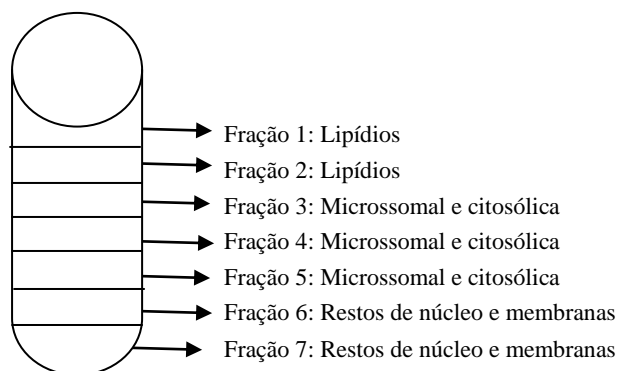 Fração 1: Lipídios
Fração 2: Lipídios
Fração 3: Microssomal e citosólica
Fração 4: Microssomal e citosólica
Fração 5: Microssomal e citosólica
Fração 6: Restos de núcleo e membranas
Fração 7: Restos de núcleo e membranas